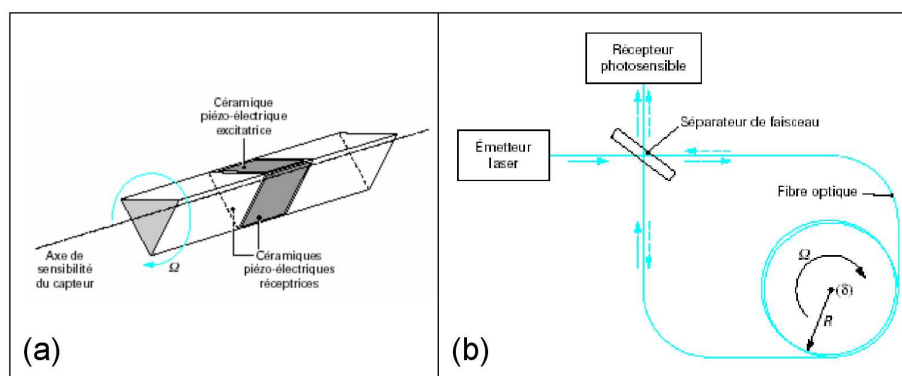 Céramique
piézo-électrique
excitatrice
Axe de
sensibilité
du capteur
Ω
Céramiques
piézo-électriques
réceptrices
(a)
Récepteur
photosensible
Séparateur de faisceau
Émetteur
laser
Fibre optique
Ω
(δ)
R
(b)